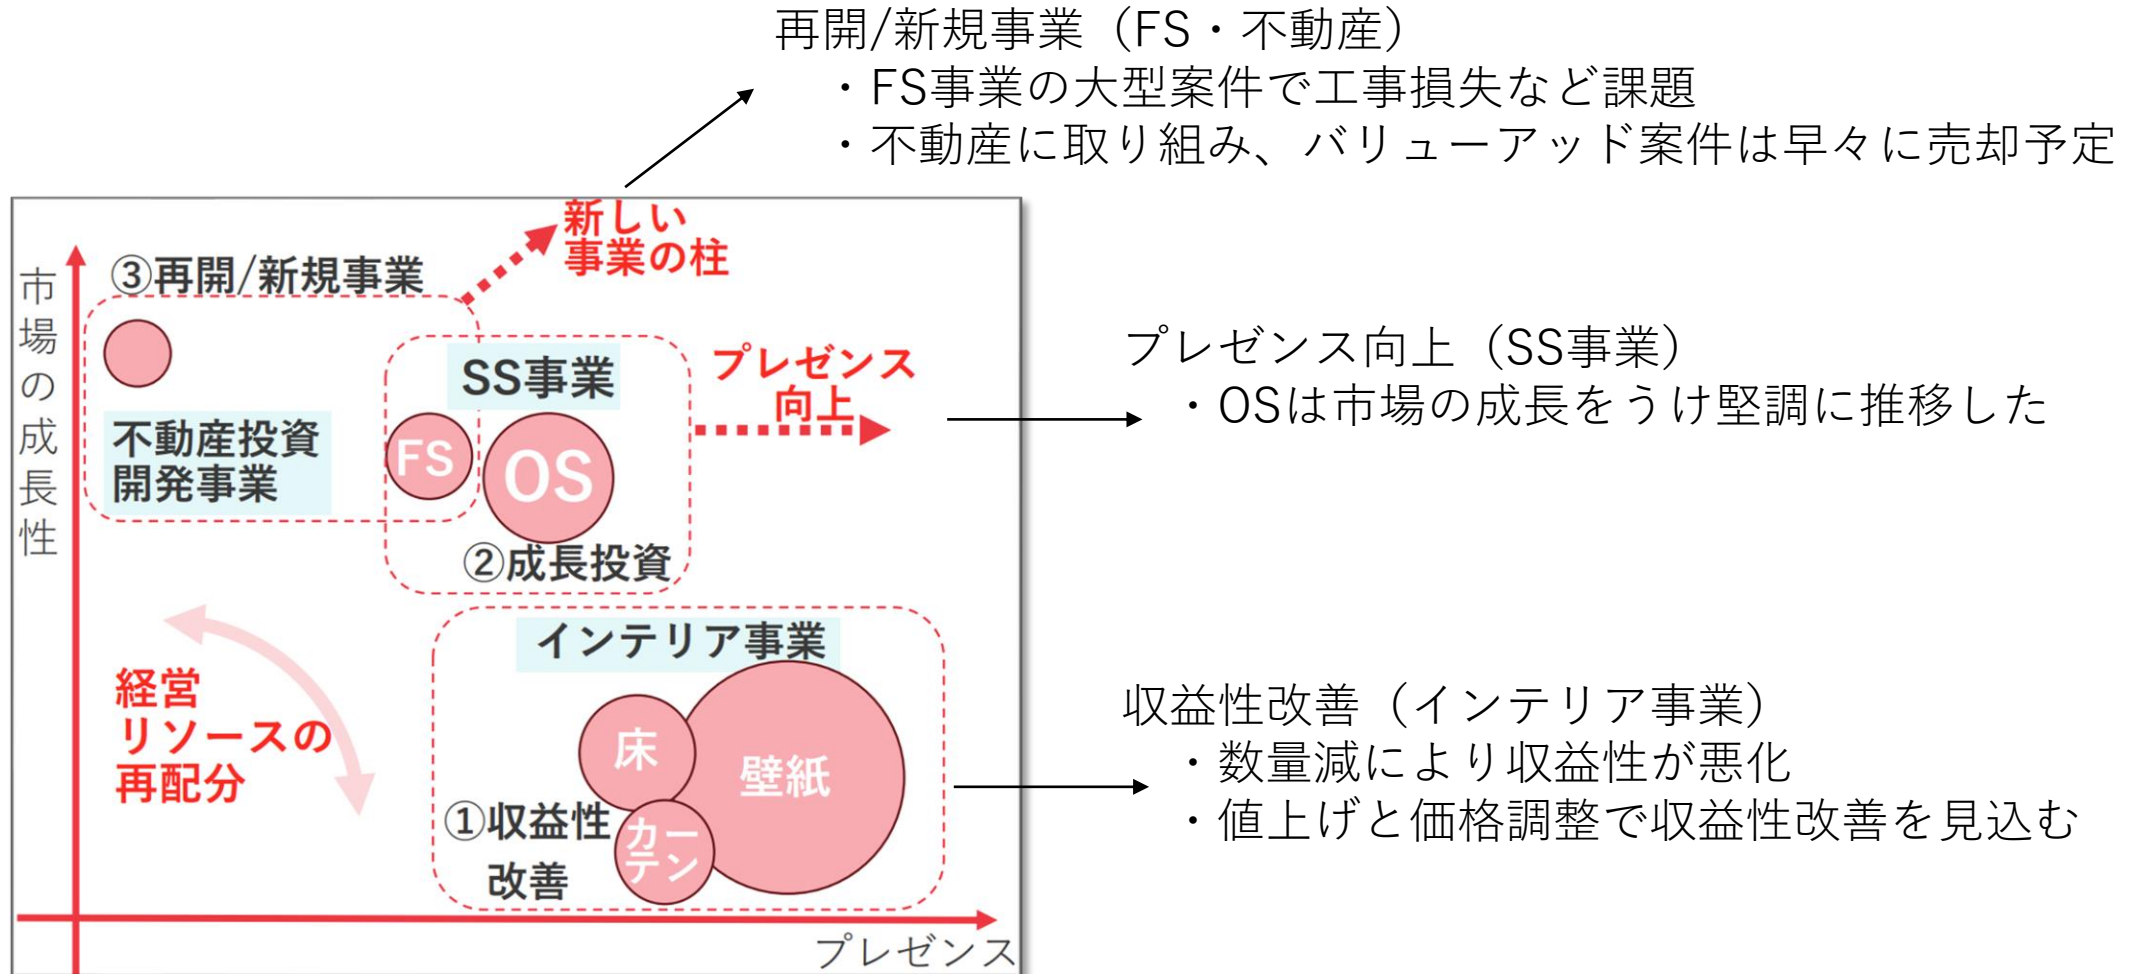 再開/新規事業（FS・不動産）
・FS事業の大型案件で工事損失など課題
・不動産に取り組み、バリューアッド案件は早々に売却予定
新しい
事業の柱
市場の成長性
③再開/新規事業
SS事業
プレゼンス
向上
不動産投資
開発事業
FS
OS
②成長投資
プレゼンス向上（SS事業）
・OSは市場の成長をうけ堅調に推移した
インテリア事業
経営
リソースの
再配分
床
壁紙
①収益性
改善
カー
テン
プレゼンス
収益性改善（インテリア事業）
・数量減により収益性が悪化
・値上げと価格調整で収益性改善を見込む